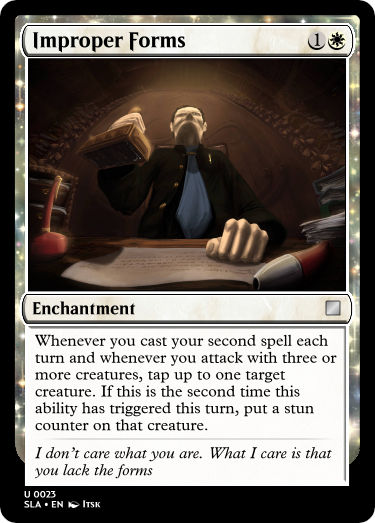 Improper Forms 1
Enchantment
Whenever you cast your second spell each
turn and whenever you attack with three or
more creatures, tap up to one target
creature. If this is the second time this
ability has triggered this turn, put a stun
counter on that creature.
I don't care what you are. What I care is that
you lack the forms
U 0023
SLA • EN Itsk